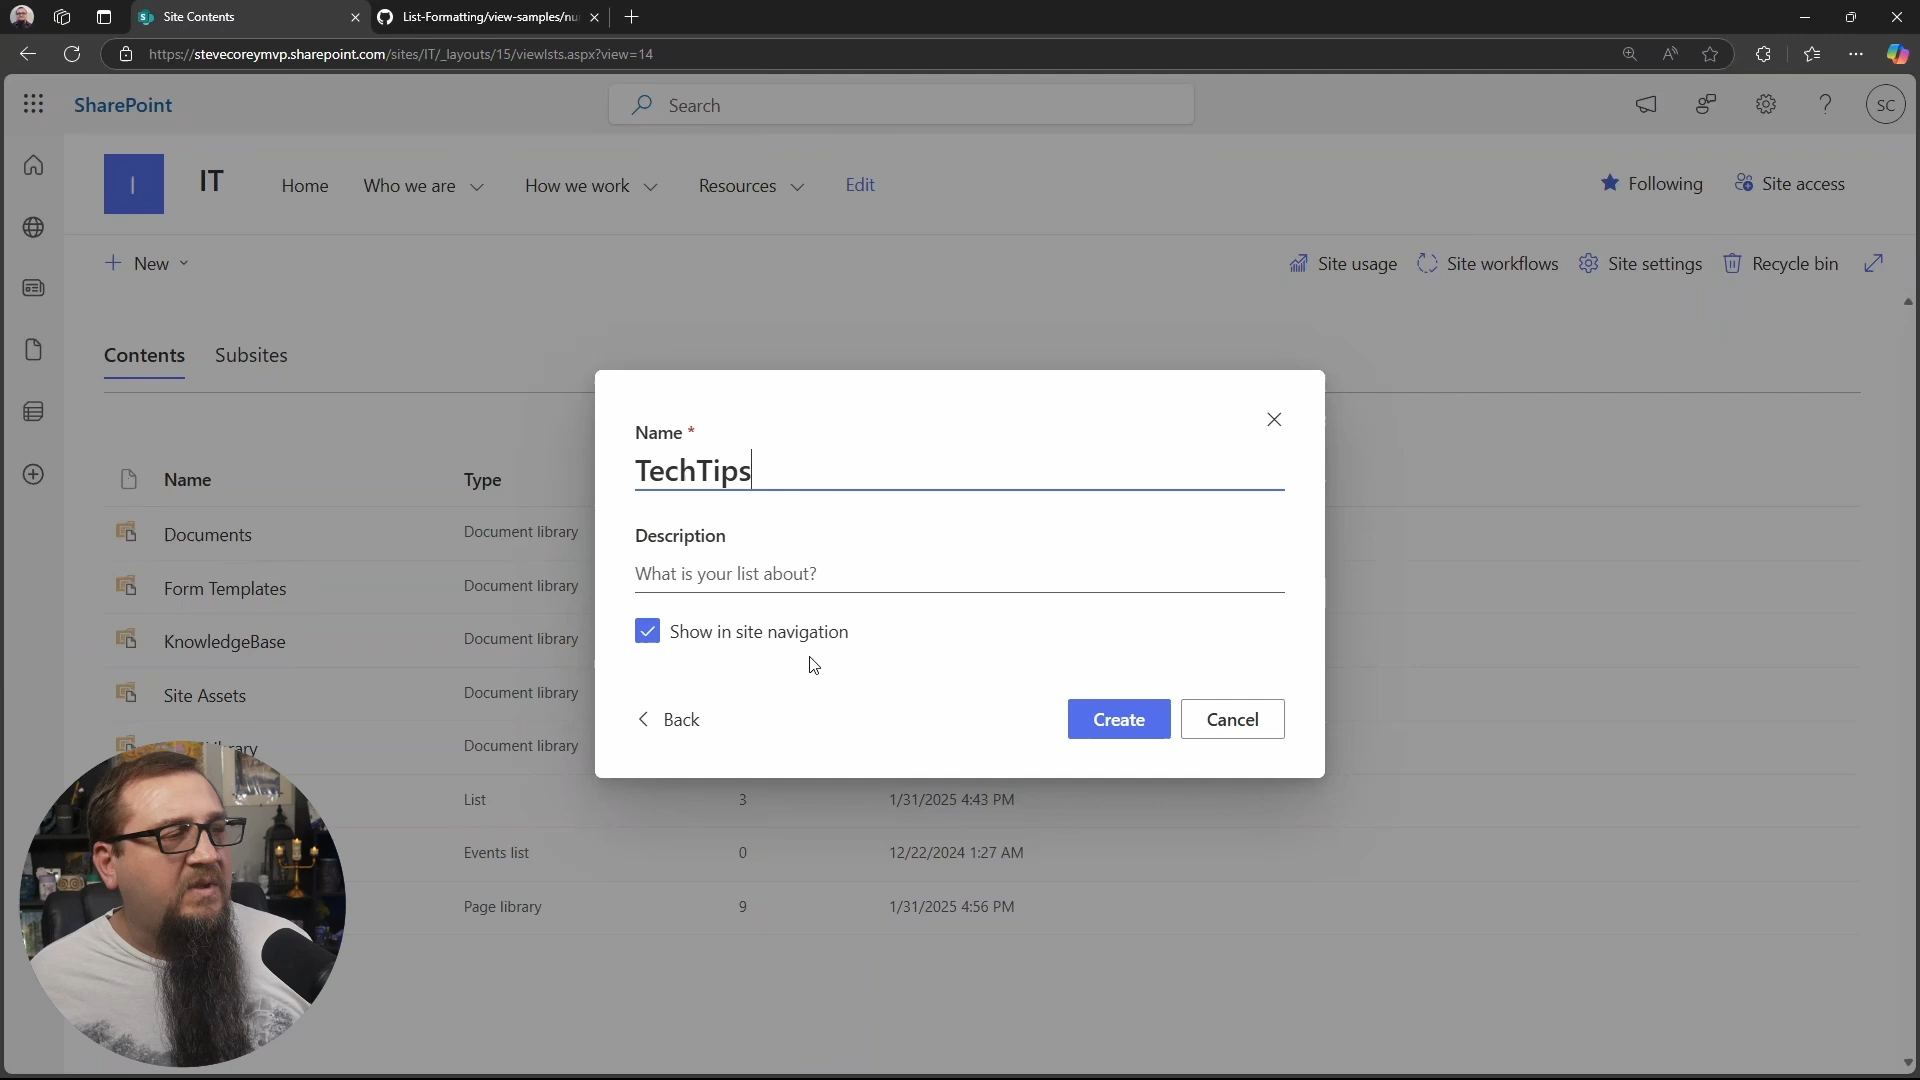 Site Contents
List-Formatting/view-samples/nu
https://stevecoreymvp.sharepoint.com/sites/IT/_layouts/15/viewlsts.aspx?view=14
SharePoint
Search
SC
I
IT
Home
Who we are
How we work
Resources
Edit
Following
Site access
New
Site usage
Site workflows
Site settings
Recycle bin
Contents
Subsites
Name *
TechTips
Description
What is your list about?
Show in site navigation
Back
Create
Cancel
Name
Type
Documents
Document library
Form Templates
Document library
KnowledgeBase
Document library
Site Assets
Document library
Document library
List
3
1/31/2025 4:43 PM
Events list
0
12/22/2024 1:27 AM
Page library
9
1/31/2025 4:56 PM